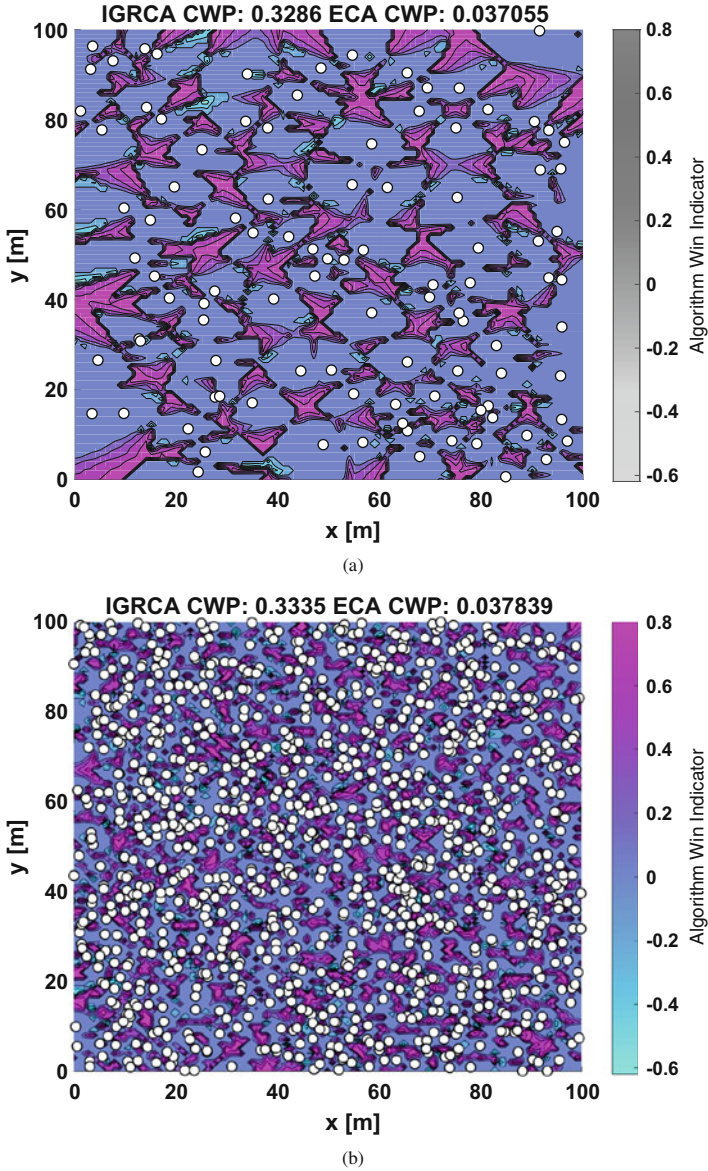 IGRCA CWP: 0.3286 ECA CWP: 0.037055
100
80
60
40
20
0
y [m]
0 20 40 60 80 100
x [m]
0.8
0.6
0.4
0.2
0
-0.2
-0.4
-0.6
Algorithm Win Indicator
(a)
IGRCA CWP: 0.3335 ECA CWP: 0.037839
100
80
60
40
20
0
y [m]
0 20 40 60 80 100
x [m]
0.8
0.6
0.4
0.2
0
-0.2
-0.4
-0.6
Algorithm Win Indicator
(b)